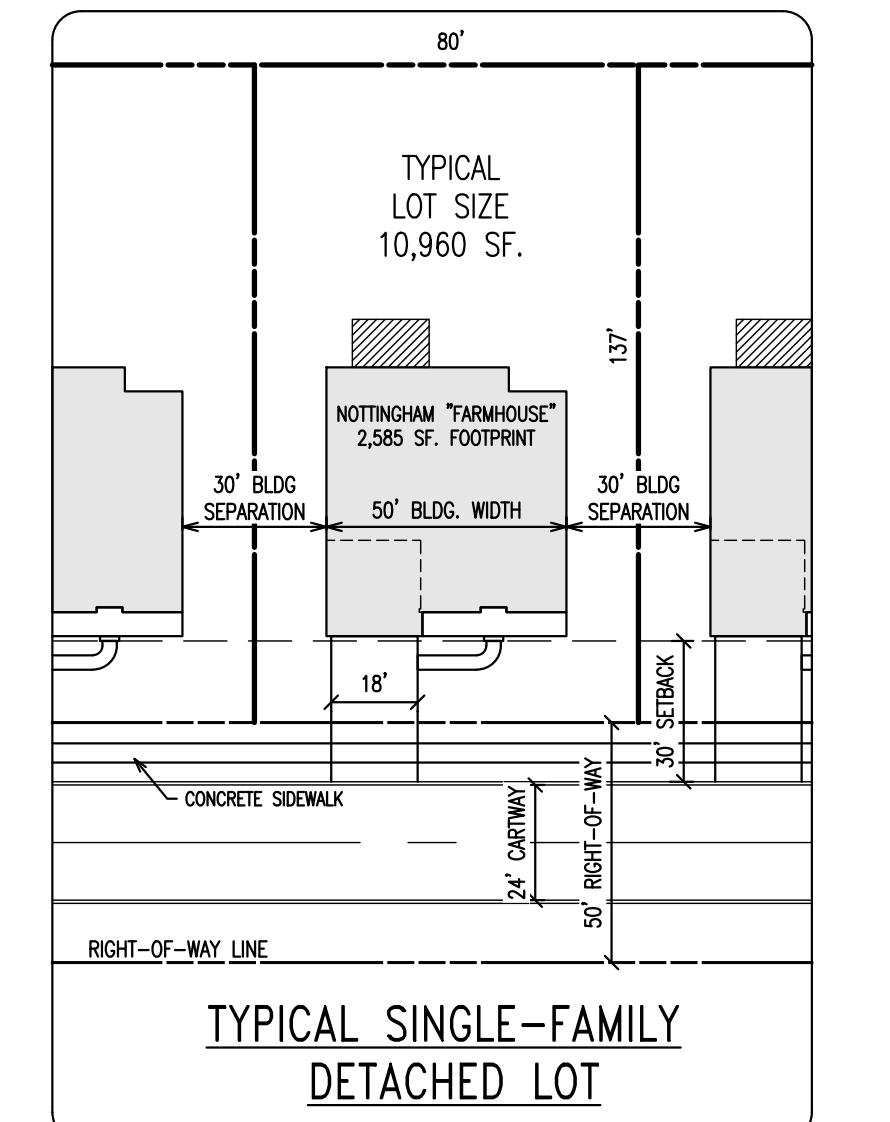 80'
TYPICAL
LOT SIZE
10,960 SF.
137'
NOTTINGHAM "FARMHOUSE"
2,585 SF. FOOTPRINT
30' BLDG
SEPARATION
50' BLDG. WIDTH
30' BLDG
SEPARATION
18'
30' SETBACK
CONCRETE SIDEWALK
24' CARTWAY
50' RIGHT-OF-WAY
RIGHT-OF-WAY LINE
TYPICAL SINGLE-FAMILY
DETACHED LOT